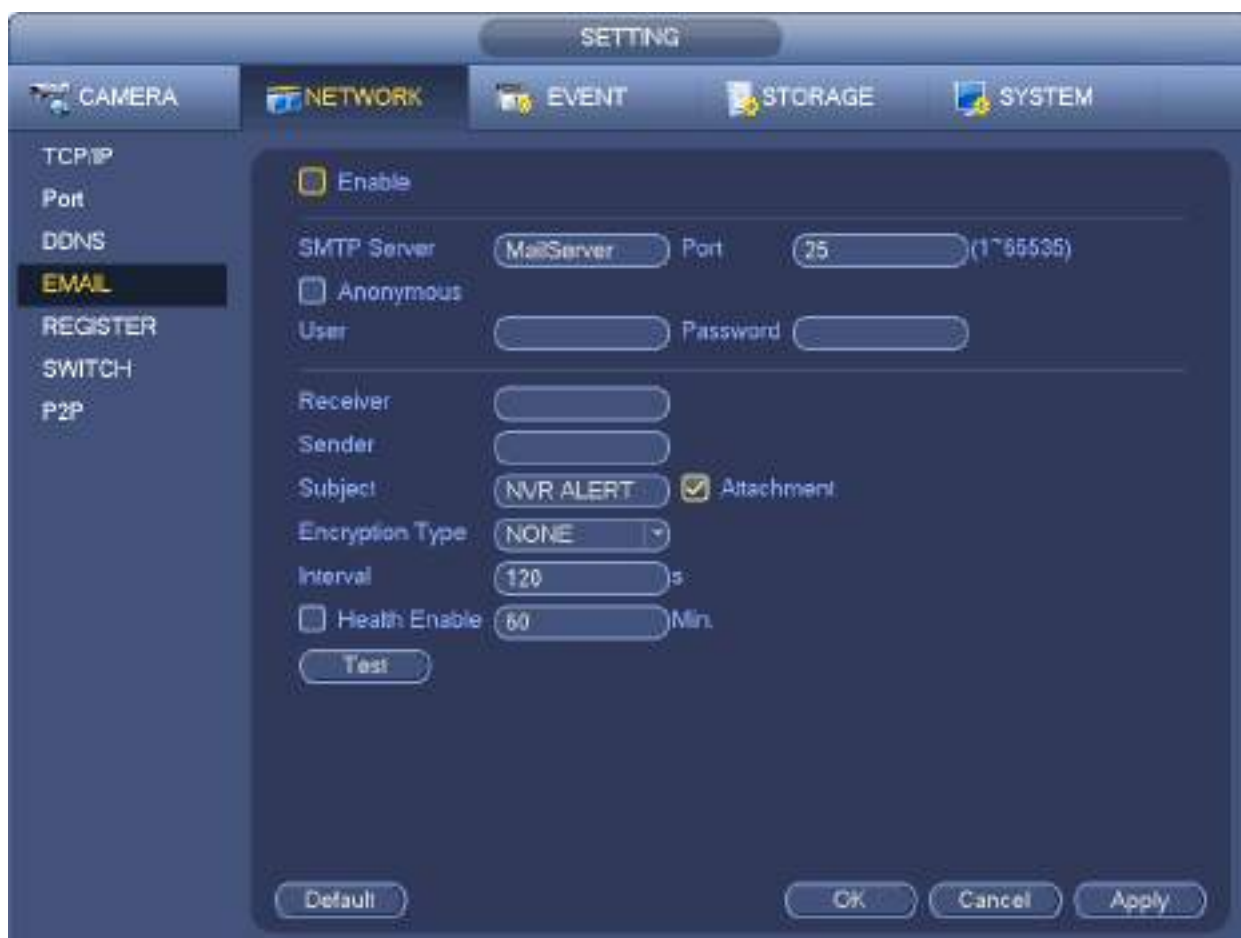 SETTING
CAMERA NETWORK EVENT STORAGE SYSTEM
TCP/IP
Port
DDNS
EMAIL
REGISTER
SWITCH
P2P
Enable
SMTP Server MailServer Port 25 (1~65535)
Anonymous
User Password
Receiver
Sender
Subject NVR ALERT Attachment
Encryption Type NONE
Interval 120 s
Health Enable 60 Min.
Test
Default OK Cancel Apply